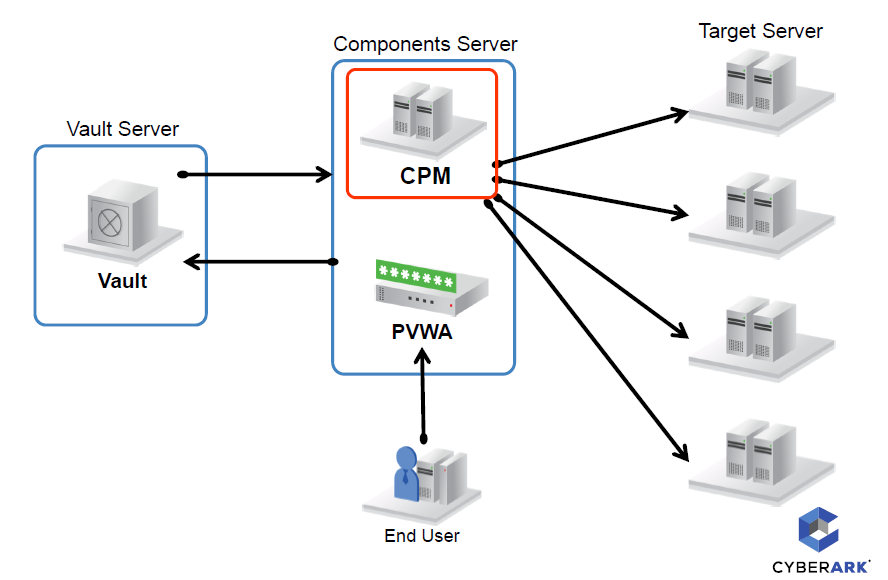 Components Server
Target Server
Vault Server
CPM
Vault
*******
PVWA
End User
CYBERARK